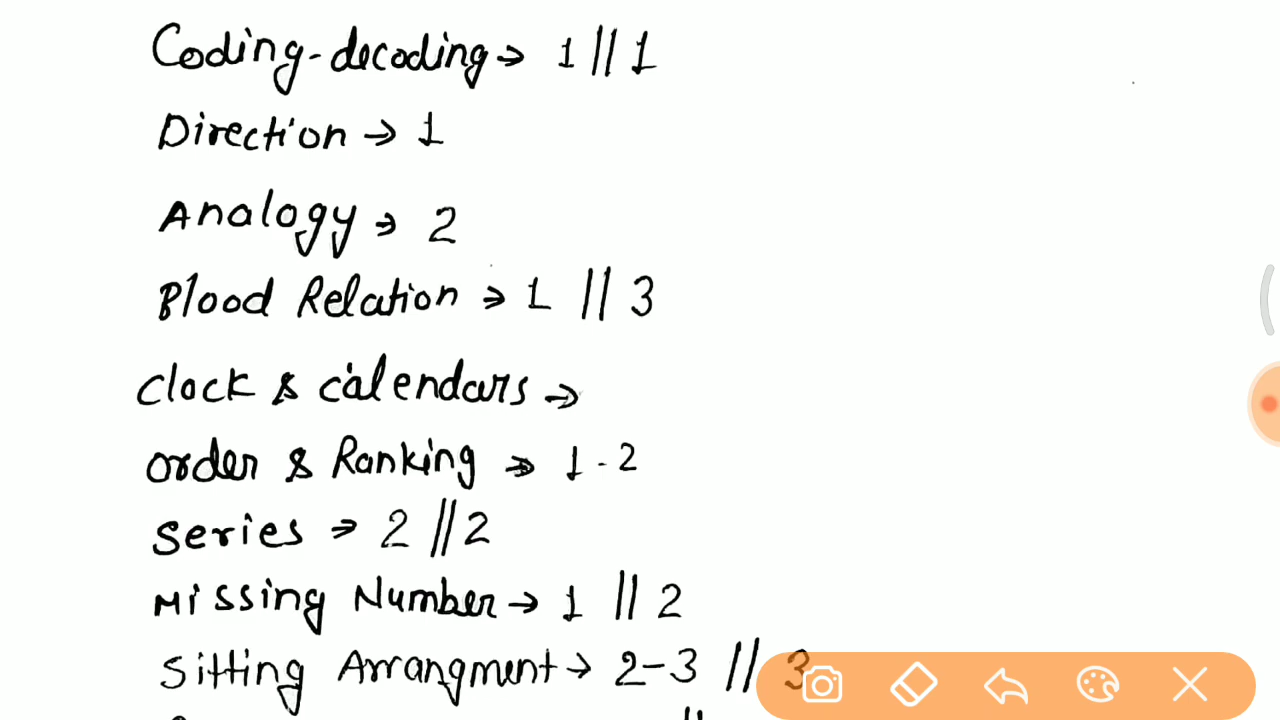 Coding-decoding → 1 || 1
Direction → 1
Analogy → 2
Blood Relation → 1 || 3
Clock & calendars →
order & Ranking → 1 - 2
Series → 2 || 2
Missing Number → 1 || 2
Sitting Arrangment → 2-3 || 3